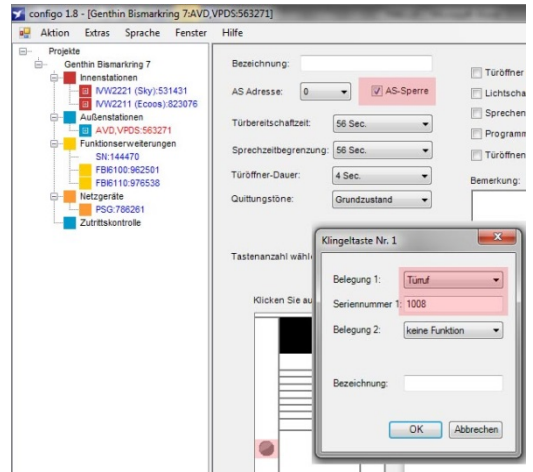 configo 1.8 - [Genthin Bismarkring 7:AVD,VPDS:563271]
Aktion Extras Sprache Fenster Hilfe
Projekte
Genthin Bismarkring 7
Innenstationen
IVW2221 (Sky):531431
IVW2211 (Ecoos):823076
Außenstationen
AVD,VPDS:563271
Funktionserweiterungen
SN:144470
FBI6100:962501
FBI6110:976538
Netzgeräte
PSG:786261
Zutrittskontrolle
Bezeichnung:
AS Adresse: 0 AS-Sperre
Türbereitschaftzeit: 56 Sec.
Sprechzeitbegrenzung: 56 Sec.
Türöffner-Dauer: 4 Sec.
Quittungstöne: Grundzustand
Tastenanzahl wähl
Klicken Sie au
Türöffner
Lichtscha
Sprechen
Programm
Türöffnen
Bemerkung:
Klingeltaste Nr. 1
Belegung 1: Türruf
Seriennummer 1: 1008
Belegung 2: keine Funktion
Bezeichnung:
OK Abbrechen